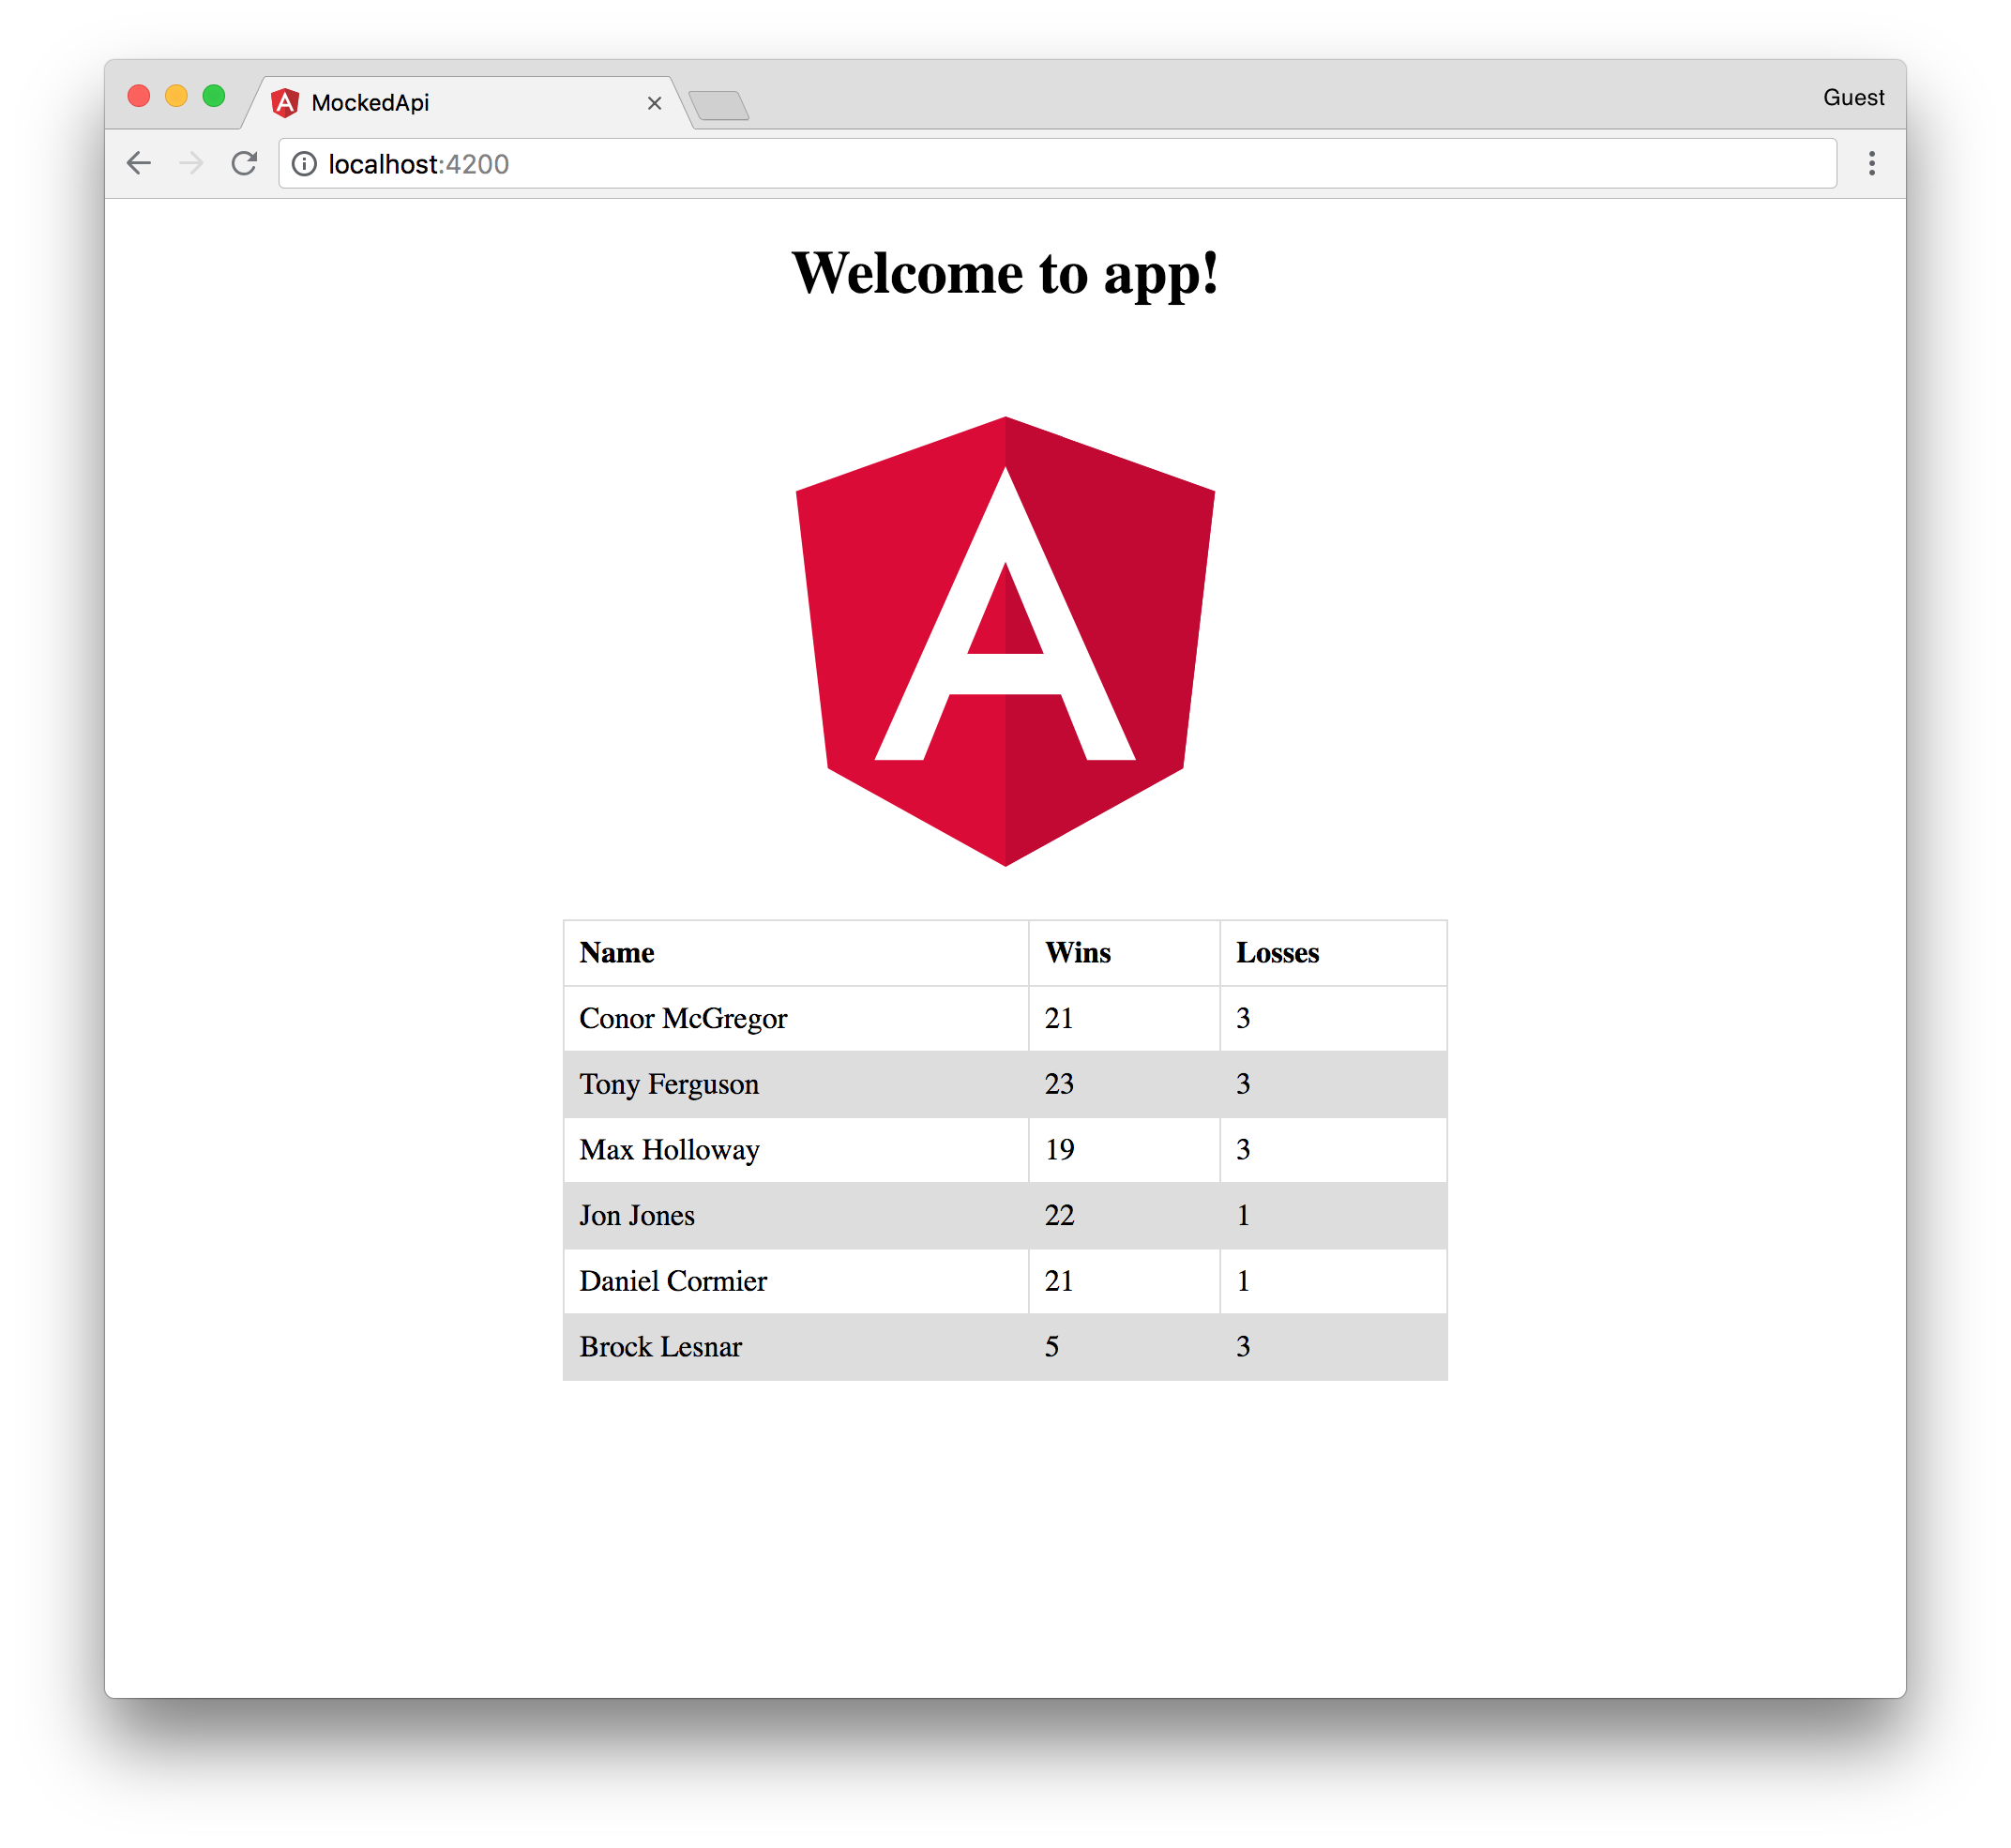 MockedApi
Guest
localhost:4200
Welcome to app!
A
Name Wins Losses
Conor McGregor 21 3
Tony Ferguson 23 3
Max Holloway 19 3
Jon Jones 22 1
Daniel Cormier 21 1
Brock Lesnar 5 3